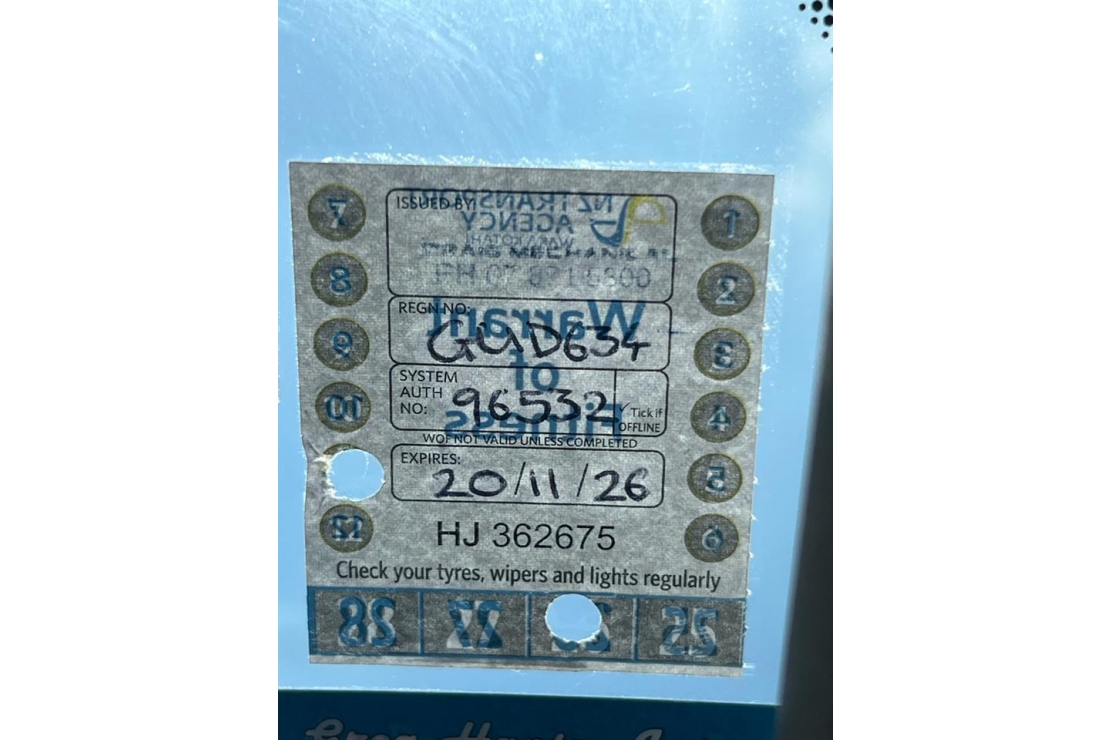 ISSUED BY:
NZ TRANSPORT
AGENCY
WAKA KOTAHI
7
1
8
2
Warrant
of
Fitness
REGN NO:
GUD634
9
3
SYSTEM
AUTH
NO:
96532
Tick if
OFFLINE
10
4
WOF NOT VALID UNLESS COMPLETED
EXPIRES:
20/11/26
5
12
6
HJ 362675
Check your tyres, wipers and lights regularly
28 27 25